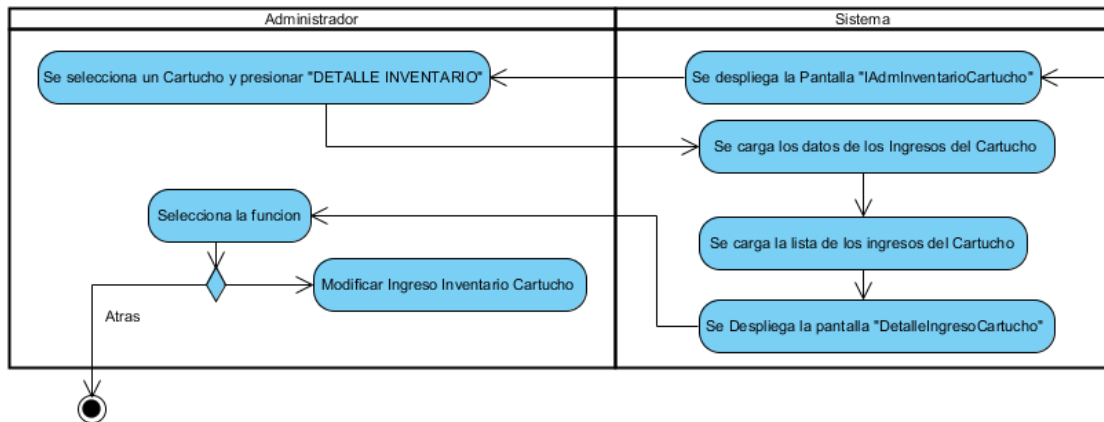 Administrador
Sistema
Se selecciona un Cartucho y presionar "DETALLE INVENTARIO"
Se despliega la Pantalla "IAdmInventarioCartucho"
Se carga los datos de los Ingresos del Cartucho
Selecciona la funcion
Se carga la lista de los ingresos del Cartucho
Modificar Ingreso Inventario Cartucho
Atras
Se Despliega la pantalla "DetalleIngresoCartucho"